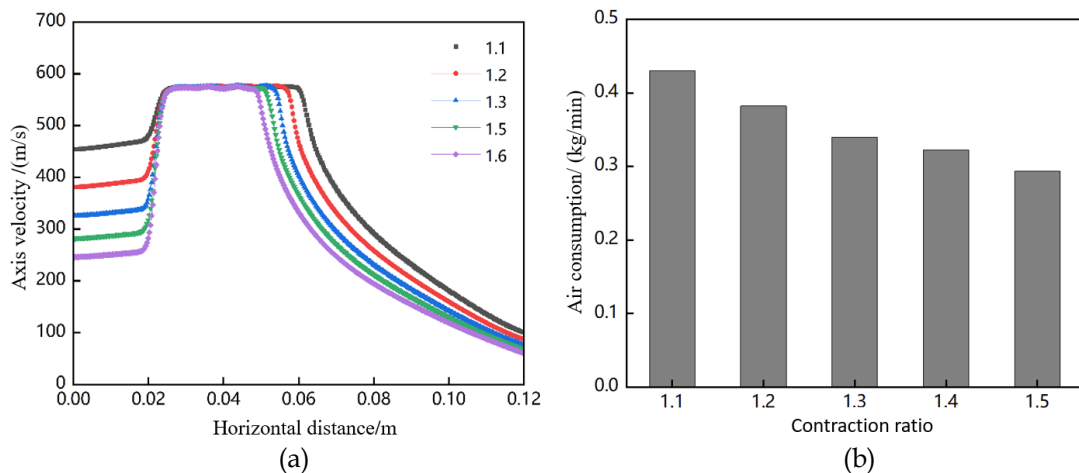 700
600
500
400
300
200
100
0
Axis velocity /(m/s)
1.1
1.2
1.3
1.5
1.6
0.00 0.02 0.04 0.06 0.08 0.10 0.12
Horizontal distance/m
(a)
0.5
0.4
0.3
0.2
0.1
0.0
Air consumption/ (kg/min)
1.1 1.2 1.3 1.4 1.5
Contraction ratio
(b)